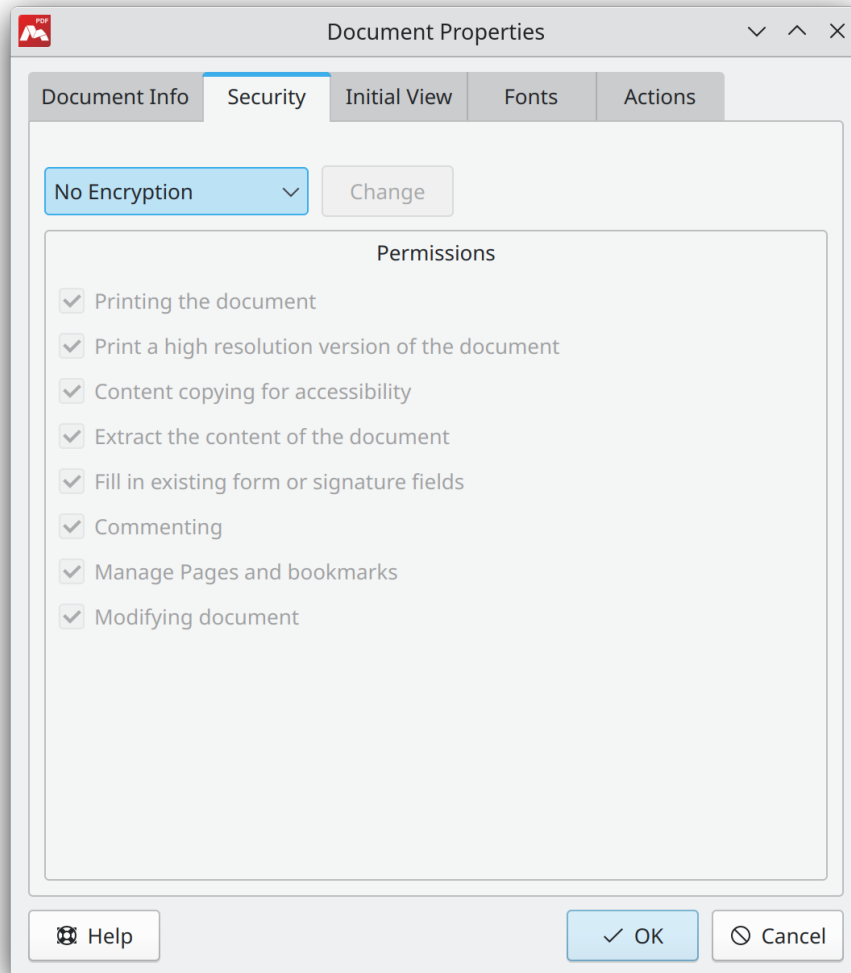 PDF
Document Properties
Document Info Security Initial View Fonts Actions
No Encryption Change
Permissions
Printing the document
Print a high resolution version of the document
Content copying for accessibility
Extract the content of the document
Fill in existing form or signature fields
Commenting
Manage Pages and bookmarks
Modifying document
Help OK Cancel